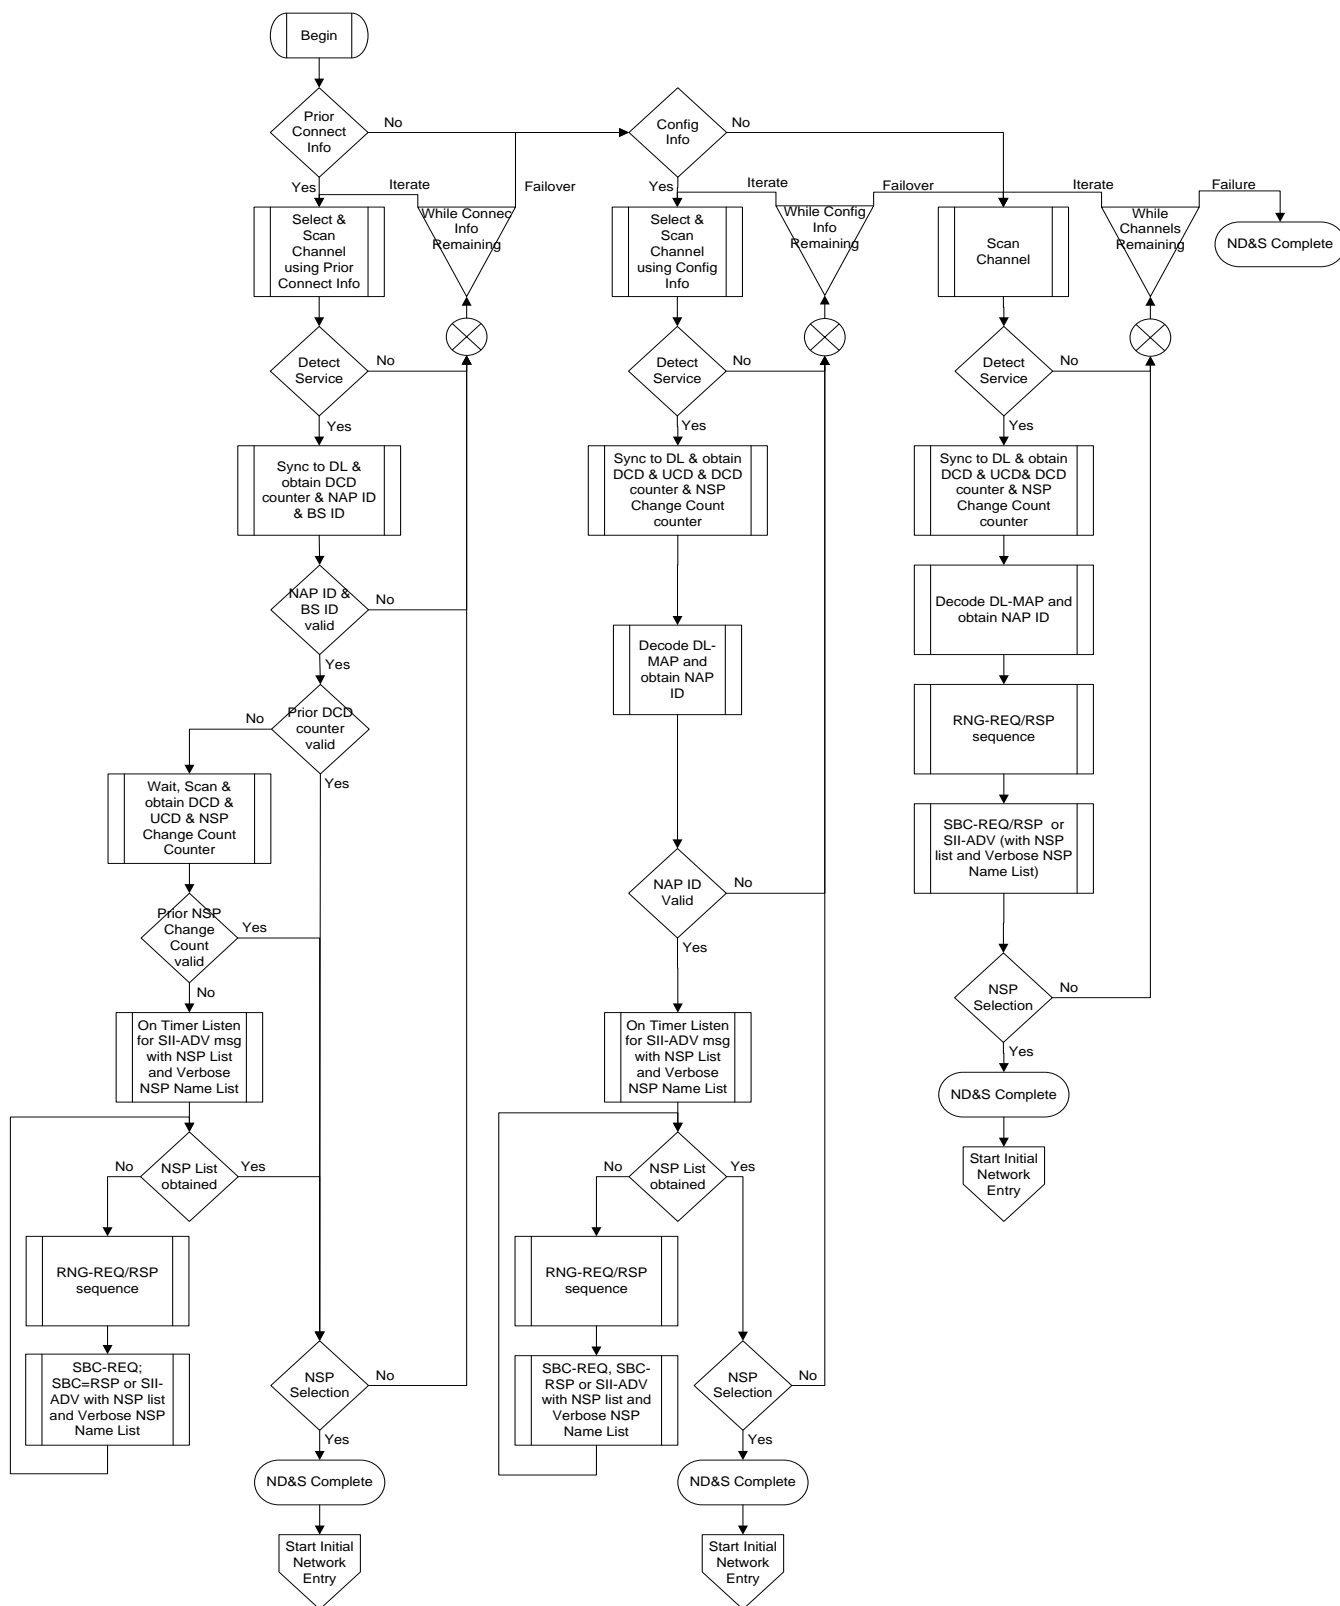 Begin
Prior
Connect
Info
No
Config
Info
No
Yes
Iterate
Failover
Yes
Iterate
Failover
Iterate
Failure
Select &
Scan
Channel
using Prior
Connect Info
While Connec
Info
Remaining
Select &
Scan
Channel
using Config
Info
While Config
Info
Remaining
Scan
Channel
While
Channels
Remaining
ND&S Complete
Detect
Service
No
Yes
Detect
Service
No
Yes
Detect
Service
No
Yes
Sync to DL &
obtain DCD
counter & NAP ID
& BS ID
Sync to DL & obtain
DCD & UCD & DCD
counter & NSP
Change Count
counter
Sync to DL & obtain
DCD & UCD& DCD
counter & NSP
Change Count
counter
NAP ID &
BS ID
valid
No
Yes
Decode DL-
MAP and
obtain NAP
ID
Decode DL-MAP and
obtain NAP ID
Prior DCD
counter
valid
No
Yes
RNG-REQ/RSP
sequence
Wait, Scan &
obtain DCD &
UCD & NSP
Change Count
Counter
SBC-REQ/RSP or
SII-ADV (with NSP
list and Verbose NSP
Name List)
Prior NSP
Change
Count
valid
Yes
No
NAP ID
Valid
No
Yes
NSP
Selection
No
Yes
On Timer Listen
for SII-ADV msg
with NSP List
and Verbose
NSP Name List
On Timer Listen
for SII-ADV msg
with NSP List
and Verbose
NSP Name List
ND&S Complete
Start Initial
Network
Entry
No
NSP List
obtained
Yes
No
NSP List
obtained
Yes
RNG-REQ/RSP
sequence
RNG-REQ/RSP
sequence
SBC-REQ;
SBC=RSP or SII-
ADV with NSP list
and Verbose NSP
Name List
NSP
Selection
No
Yes
SBC-REQ, SBC-
RSP or SII-ADV
with NSP list and
Verbose NSP
Name List
NSP
Selection
No
Yes
ND&S Complete
ND&S Complete
Start Initial
Network
Entry
Start Initial
Network
Entry